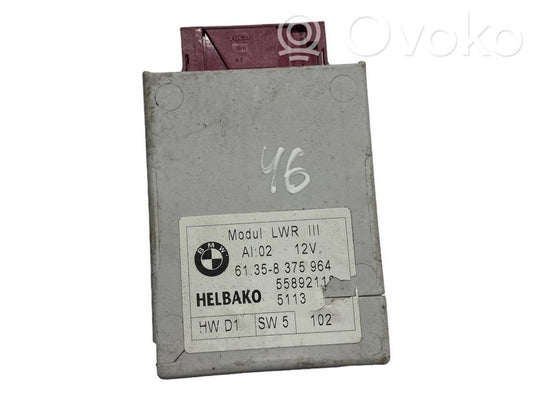 Ovoko
46
BMW
Modul LWR III
AI:02 12V
61.35-8 375 964
HELBAKO 5113
HW D1 SW 5 102